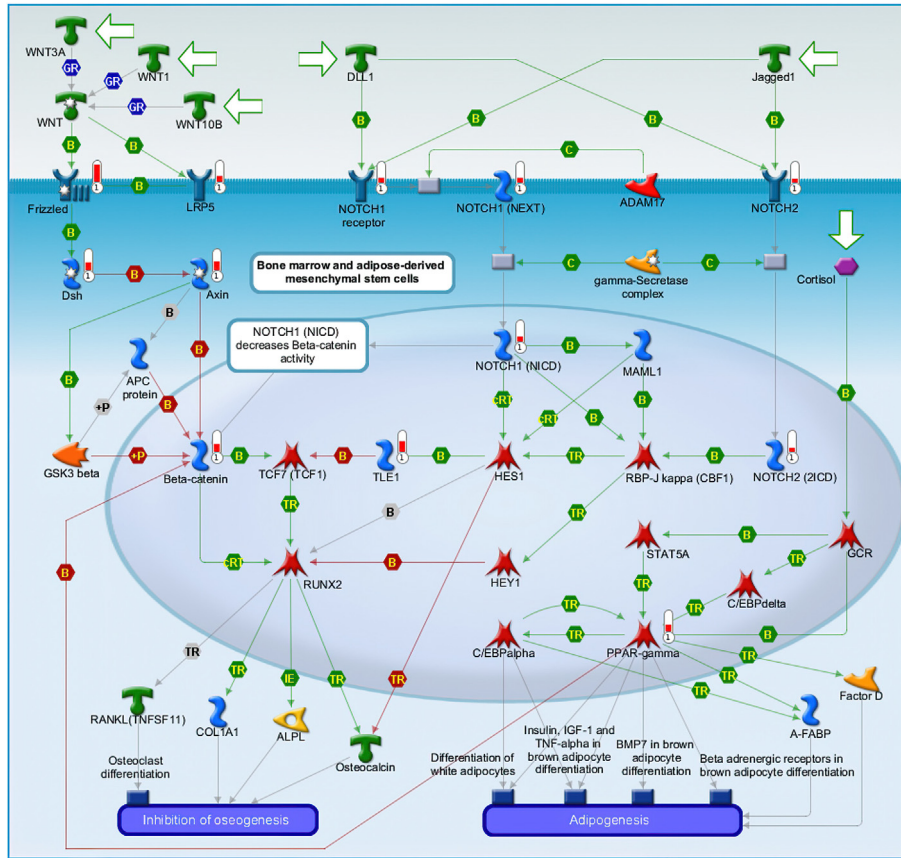 WNT3A
GR
WNT1
GR
WNT
GR
WNT10B
DLL1
Jagged1
B
B
B
B
B
B
C
1
1
1
1
B
Frizzled
LRP5
NOTCH1
receptor
NOTCH1 (NEXT)
ADAM17
NOTCH2
B
Dsh
1
B
Axin
1
Bone marrow and adipose-derived
mesenchymal stem cells
C
gamma-Secretase
complex
C
Cortisol
B
NOTCH1 (NICD)
decreases Beta-catenin
activity
NOTCH1 (NICD)
1
B
MAML1
B
B
APC
protein
+P
B
B
cRT
cRT
B
B
B
GSK3 beta
+P
Beta-catenin
1
B
TCF7 (TCF1)
B
TLE1
1
B
HES1
TR
RBP-J kappa (CBF1)
B
NOTCH2 (2ICD)
1
TR
B
TR
B
cRT
RUNX2
B
HEY1
STAT5A
B
GCR
TR
TR
C/EBPdelta
TR
TR
C/EBPalpha
TR
PPAR-gamma
1
B
TR
TR
TR
IE
TR
TR
TR
TR
TR
RANKL(TNFSF11)
COL1A1
ALPL
Osteocalcin
Factor D
A-FABP
Osteoclast
differentiation
Differentiation of
white adipocytes
Insulin, IGF-1 and
TNF-alpha in
brown adipocyte
differentiation
BMP7 in brown
adipocyte
differentiation
Beta adrenergic receptors in
brown adipocyte differentiation
Inhibition of oseogenesis
Adipogenesis